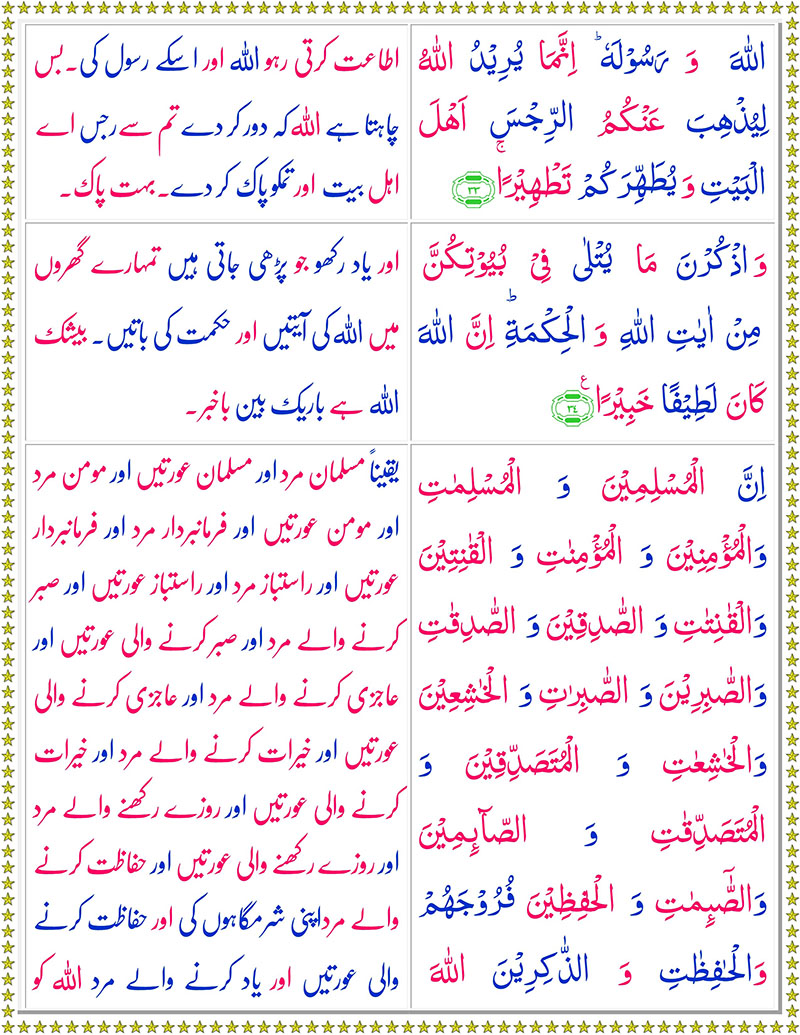 اللهَ وَ رَسُوْلَهٗ ؕ اِنَّمَا يُرِيْدُ اللهُ
لِيُذْهِبَ عَنْكُمُ الرِّجْسَ اَهْلَ
الْبَيْتِ وَ يُطَهِّرَكُمْ تَطْهِيْرًا ۚ ۳۳
اطاعت کرتی رہو اللہ اور اسکے رسول کی۔ بس
چاہتا ہے اللہ کہ دور کر دے تم سے رجس اے
اہل بیت اور تمکو پاک کر دے۔ بہت پاک۔
وَ اذْكُرْنَ مَا يُتْلٰى فِيْ بُيُوْتِكُنَّ
مِنْ اٰيٰتِ اللهِ وَ الْحِكْمَةِ ؕ اِنَّ اللهَ
كَانَ لَطِيْفًا خَبِيْرًا ع ۳۴
اور یاد رکھو جو پڑھی جاتی ہیں تمہارے گھروں
میں اللہ کی آیتیں اور حکمت کی باتیں۔ بیشک
اللہ ہے باریک بین باخبر۔
اِنَّ الْمُسْلِمِيْنَ وَ الْمُسْلِمٰتِ
وَالْمُؤْمِنِيْنَ وَ الْمُؤْمِنٰتِ وَ الْقٰنِتِيْنَ
وَالْقٰنِتٰتِ وَ الصّٰدِقِيْنَ وَ الصّٰدِقٰتِ
وَالصّٰبِرِيْنَ وَ الصّٰبِرٰتِ وَ الْخٰشِعِيْنَ
وَالْخٰشِعٰتِ وَ الْمُتَصَدِّقِيْنَ وَ
الْمُتَصَدِّقٰتِ وَ الصَّآىِٕمِيْنَ
وَالصّٰٓىِٕمٰتِ وَ الْحٰفِظِيْنَ فُرُوْجَهُمْ
وَالْحٰفِظٰتِ وَ الذّٰكِرِيْنَ اللهَ
یقیناً مسلمان مرد اور مسلمان عورتیں اور مومن مرد
اور مومن عورتیں اور فرمانبردار مرد اور فرمانبردار
عورتیں اور راستباز مرد اور راستباز عورتیں اور صبر
کرنے والے مرد اور صبر کرنے والی عورتیں اور
عاجزی کرنے والے مرد اور عاجزی کرنے والی
عورتیں اور خیرات کرنے والے مرد اور خیرات
کرنے والی عورتیں اور روزے رکھنے والے مرد
اور روزے رکھنے والی عورتیں اور حفاظت کرنے
والے مرد اپنی شرمگاہوں کی اور حفاظت کرنے
والی عورتیں اور یاد کرنے والے مرد اللہ کو